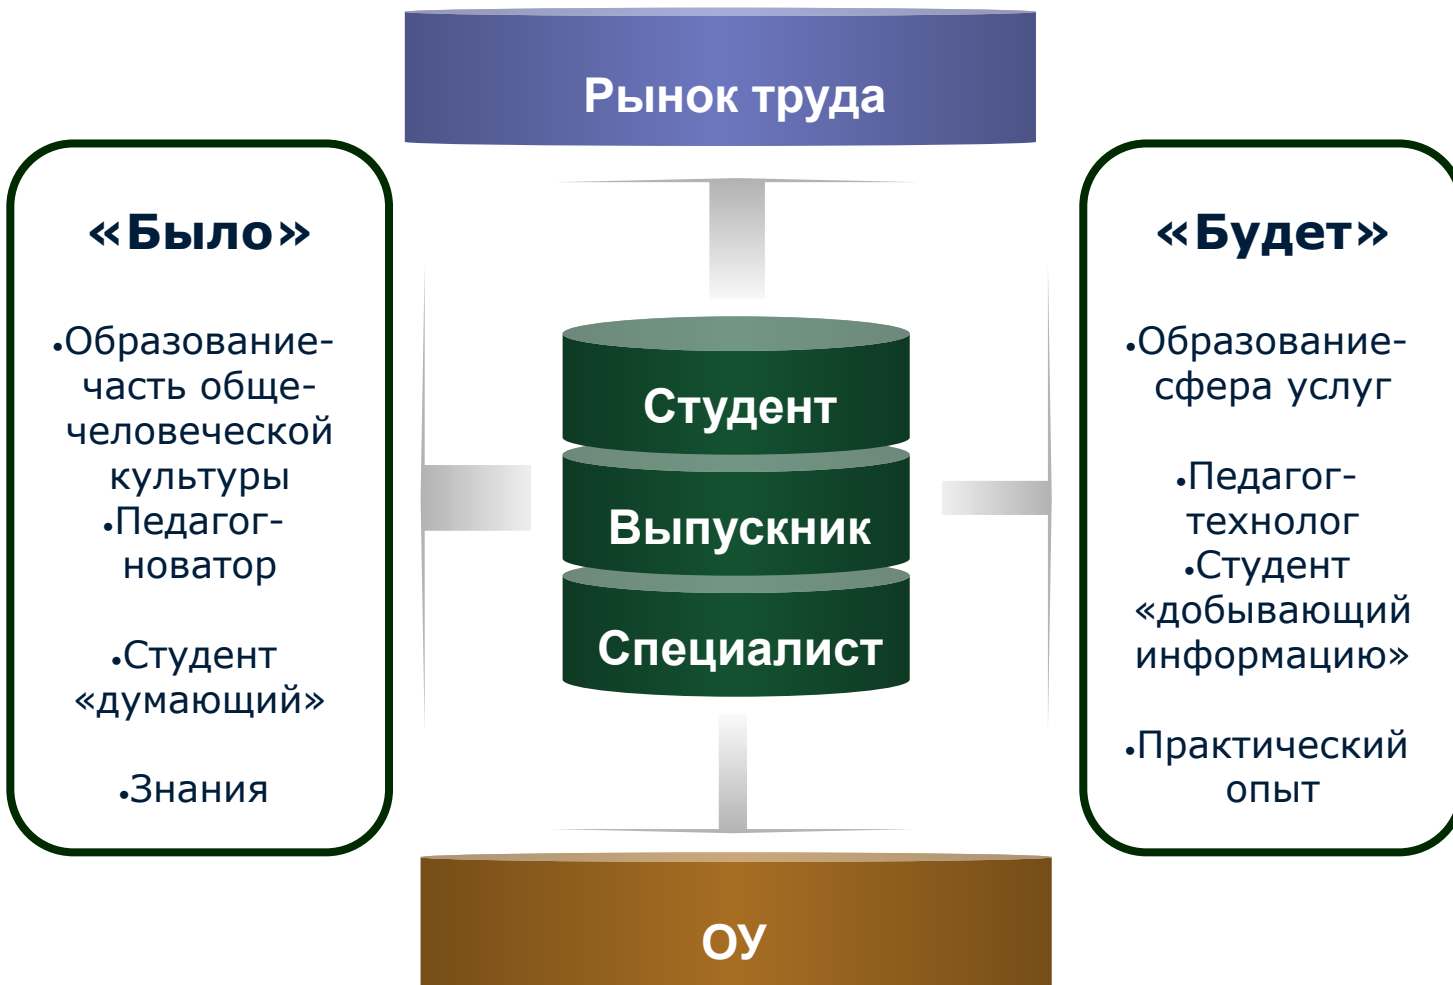 Рынок труда
«Было»
•Образование-
часть обще-
человеческой
культуры
•Педагог-
новатор
•Студент
«думающий»
•Знания
Студент
Выпускник
Специалист
«Будет»
•Образование-
сфера услуг
•Педагог-
технолог
•Студент
«добывающий
информацию»
•Практический
опыт
ОУ